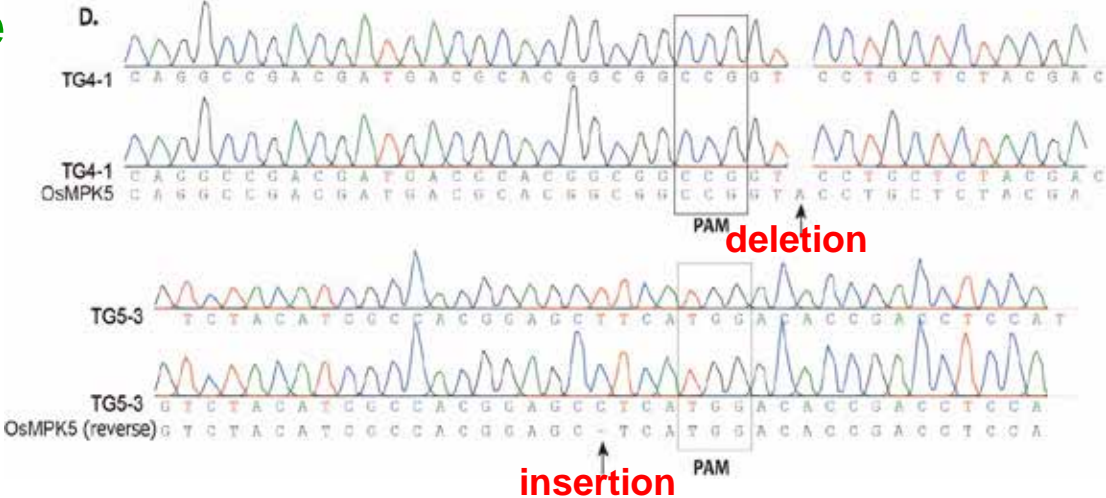 e
D.
TG4-1 C A G G C C G A C G A T G A C G C A C G G C G G C C G G T C C T G C T C T A C G A C
TG4-1 C A G G C C G A C G A T G A C G C A C G G C G G C C G G T C C T G C T C T A C G A C
OsMPK5 C A G G C C G A C G A T G A C G C A C G G C G G C C G G T A C C T G C T C T A C G A
PAM
deletion
TG5-3 T C T A C A T C G C C A C G G A G C T T C A T G G A C A C C G A C C T C C A T
TG5-3 G T C T A C A T C G C C A C G G A G C C T C A T G G A C A C C G A C C T C C A
OsMPK5 (reverse) G T C T A C A T C G C C A C G G A G C - T C A T G G A C A C C G A C C T C C A
PAM
insertion